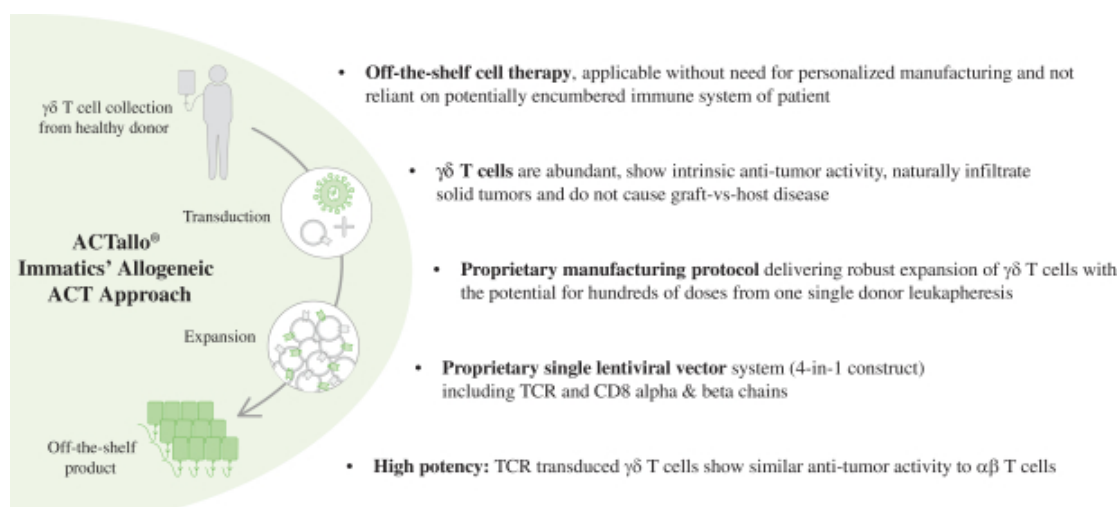 γδ T cell collection
from healthy donor
Transduction
ACTallo®
Immatics' Allogeneic
ACT Approach
Expansion
Off-the-shelf
product
• Off-the-shelf cell therapy, applicable without need for personalized manufacturing and not
reliant on potentially encumbered immune system of patient
• γδ T cells are abundant, show intrinsic anti-tumor activity, naturally infiltrate
solid tumors and do not cause graft-vs-host disease
• Proprietary manufacturing protocol delivering robust expansion of γδ T cells with
the potential for hundreds of doses from one single donor leukapheresis
• Proprietary single lentiviral vector system (4-in-1 construct)
including TCR and CD8 alpha & beta chains
• High potency: TCR transduced γδ T cells show similar anti-tumor activity to αβ T cells